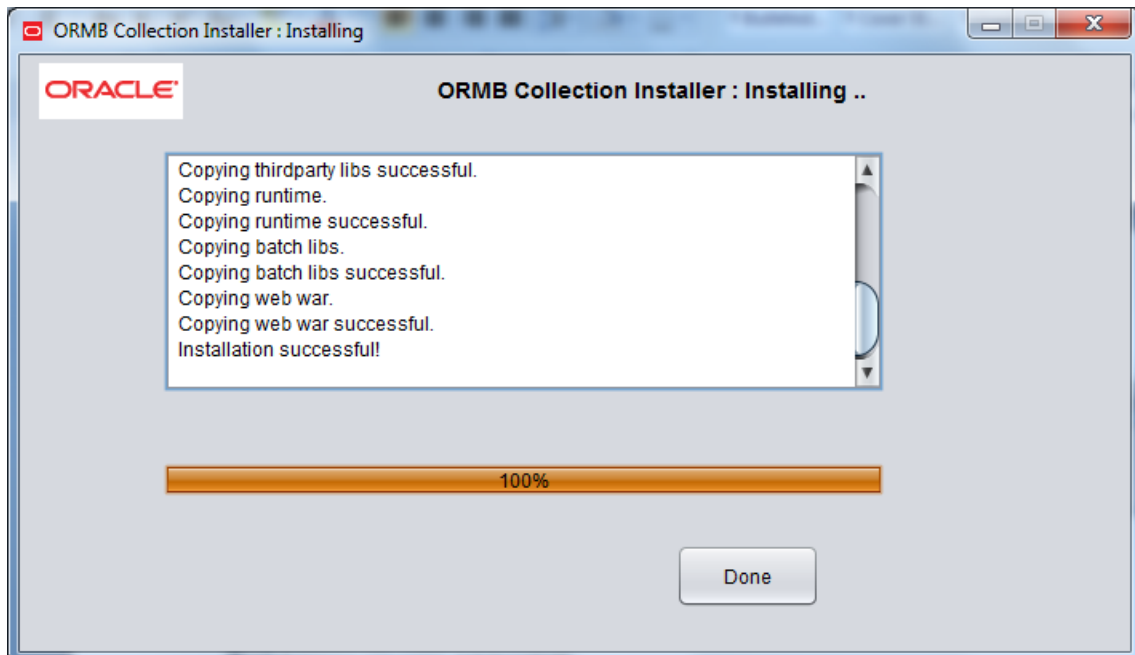 ORMB Collection Installer : Installing
ORACLE
ORMB Collection Installer : Installing ..
Copying thirdparty libs successful.
Copying runtime.
Copying runtime successful.
Copying batch libs.
Copying batch libs successful.
Copying web war.
Copying web war successful.
Installation successful!
100%
Done